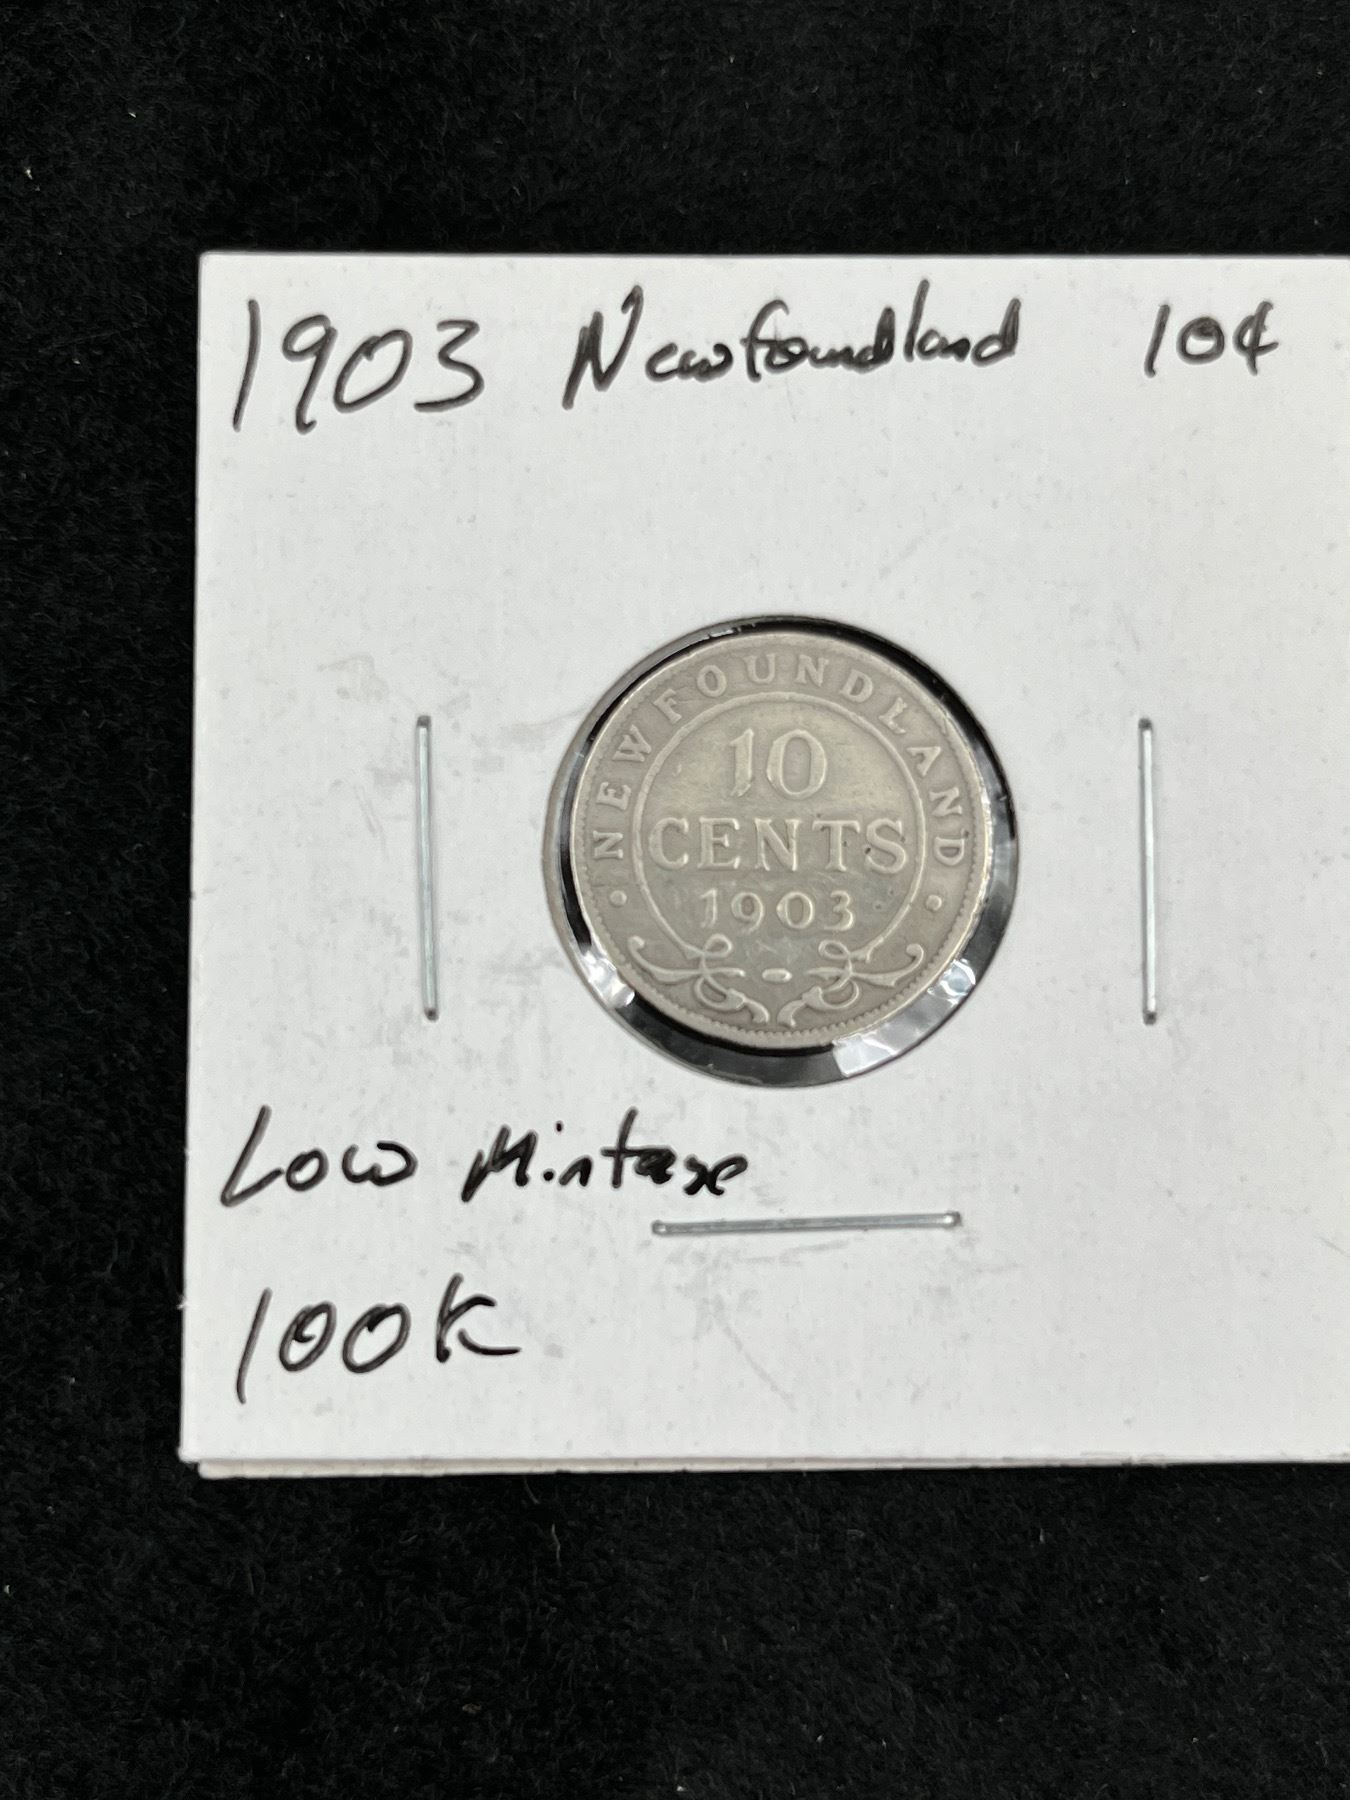 1903 Newfoundland 10¢
NEWFOUNDLAND
10
CENTS
1903
Low Mintage
100K